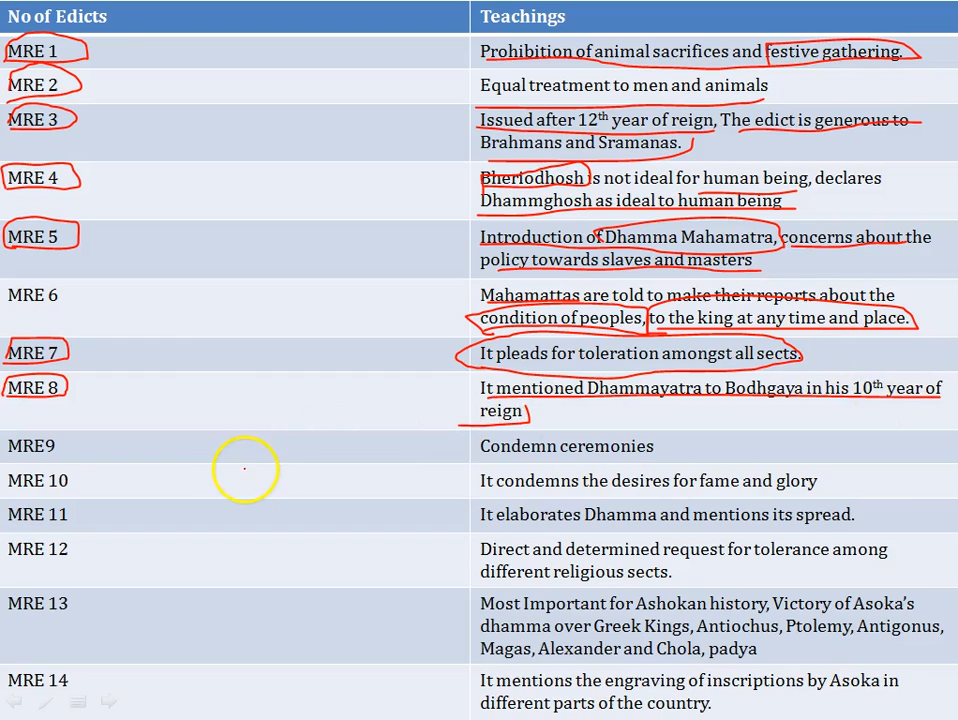 No of Edicts Teachings
MRE 1 Prohibition of animal sacrifices and festive gathering.
MRE 2 Equal treatment to men and animals
MRE 3 Issued after 12th year of reign, The edict is generous to
Brahmans and Sramanas.
MRE 4 Bheriodhosh is not ideal for human being, declares
Dhammghosh as ideal to human being
MRE 5 Introduction of Dhamma Mahamatra, concerns about the
policy towards slaves and masters
MRE 6 Mahamattas are told to make their reports about the
condition of peoples, to the king at any time and place.
MRE 7 It pleads for toleration amongst all sects.
MRE 8 It mentioned Dhammayatra to Bodhgaya in his 10th year of
reign
MRE9 Condemn ceremonies
MRE 10 It condemns the desires for fame and glory
MRE 11 It elaborates Dhamma and mentions its spread.
MRE 12 Direct and determined request for tolerance among
different religious sects.
MRE 13 Most Important for Ashokan history, Victory of Asoka's
dhamma over Greek Kings, Antiochus, Ptolemy, Antigonus,
Magas, Alexander and Chola, padya
MRE 14 It mentions the engraving of inscriptions by Asoka in
different parts of the country.